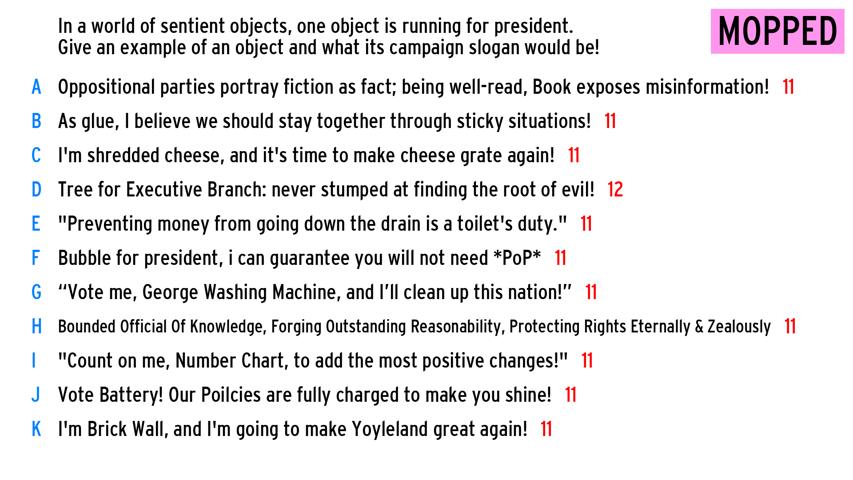 In a world of sentient objects, one object is running for president.
Give an example of an object and what its campaign slogan would be!
MOPPED
A Oppositional parties portray fiction as fact; being well-read, Book exposes misinformation! 11
B As glue, I believe we should stay together through sticky situations! 11
C I'm shredded cheese, and it's time to make cheese grate again! 11
D Tree for Executive Branch: never stumped at finding the root of evil! 12
E "Preventing money from going down the drain is a toilet's duty." 11
F Bubble for president, i can guarantee you will not need *PoP* 11
G “Vote me, George Washing Machine, and I’ll clean up this nation!” 11
H Bounded Official Of Knowledge, Forging Outstanding Reasonability, Protecting Rights Eternally & Zealously 11
I "Count on me, Number Chart, to add the most positive changes!" 11
J Vote Battery! Our Poilcies are fully charged to make you shine! 11
K I'm Brick Wall, and I'm going to make Yoyleland great again! 11